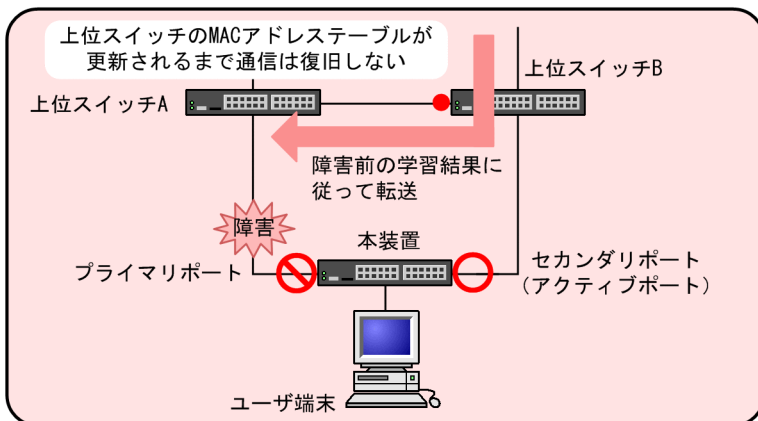 上位スイッチのMACアドレステーブルが
更新されるまで通信は復旧しない
上位スイッチB
上位スイッチA
障害前の学習結果に
従って転送
障害
本装置
プライマリポート
セカンダリポート
(アクティブポート)
ユーザ端末